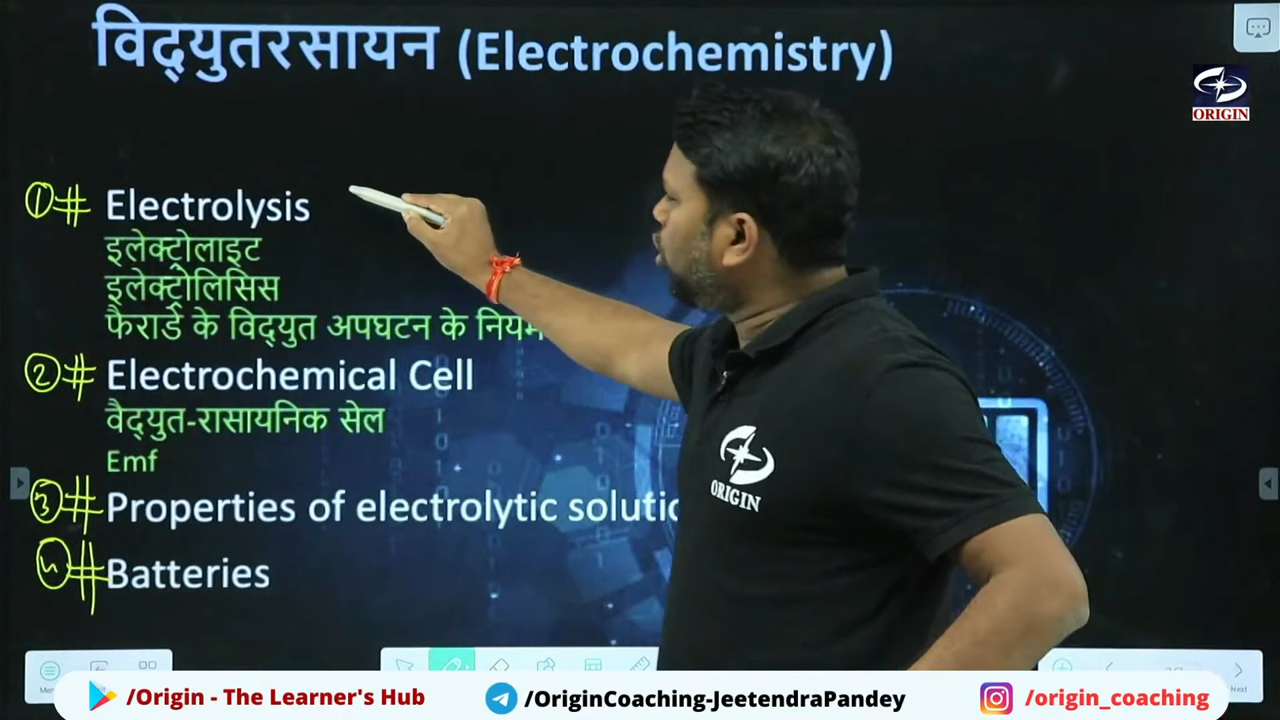 विद्युतरसायन (Electrochemistry)
ORIGIN
①# Electrolysis
इलेक्ट्रोलाइट
इलेक्ट्रोलिसिस
फैराडे के विद्युत अपघटन के नियम
②# Electrochemical Cell
वैद्युत-रासायनिक सेल
Emf
③# Properties of electrolytic
④# Batteries
ORIGIN
Next
/Origin - The Learner's Hub
/OriginCoaching-JeetendraPandey
/origin_coaching